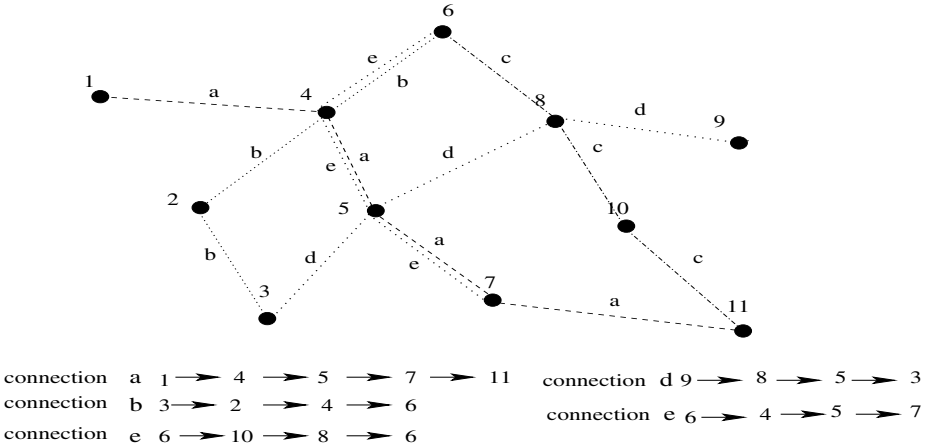 6
e
b
c
1
a
4
8
d
9
b
a
e
d
c
2
5
10
b
d
a
e
c
3
7
a
11
connection a 1 4 5 7 11
connection b 3 2 4 6
connection e 6 10 8 6
connection d 9 8 5 3
connection e 6 4 5 7